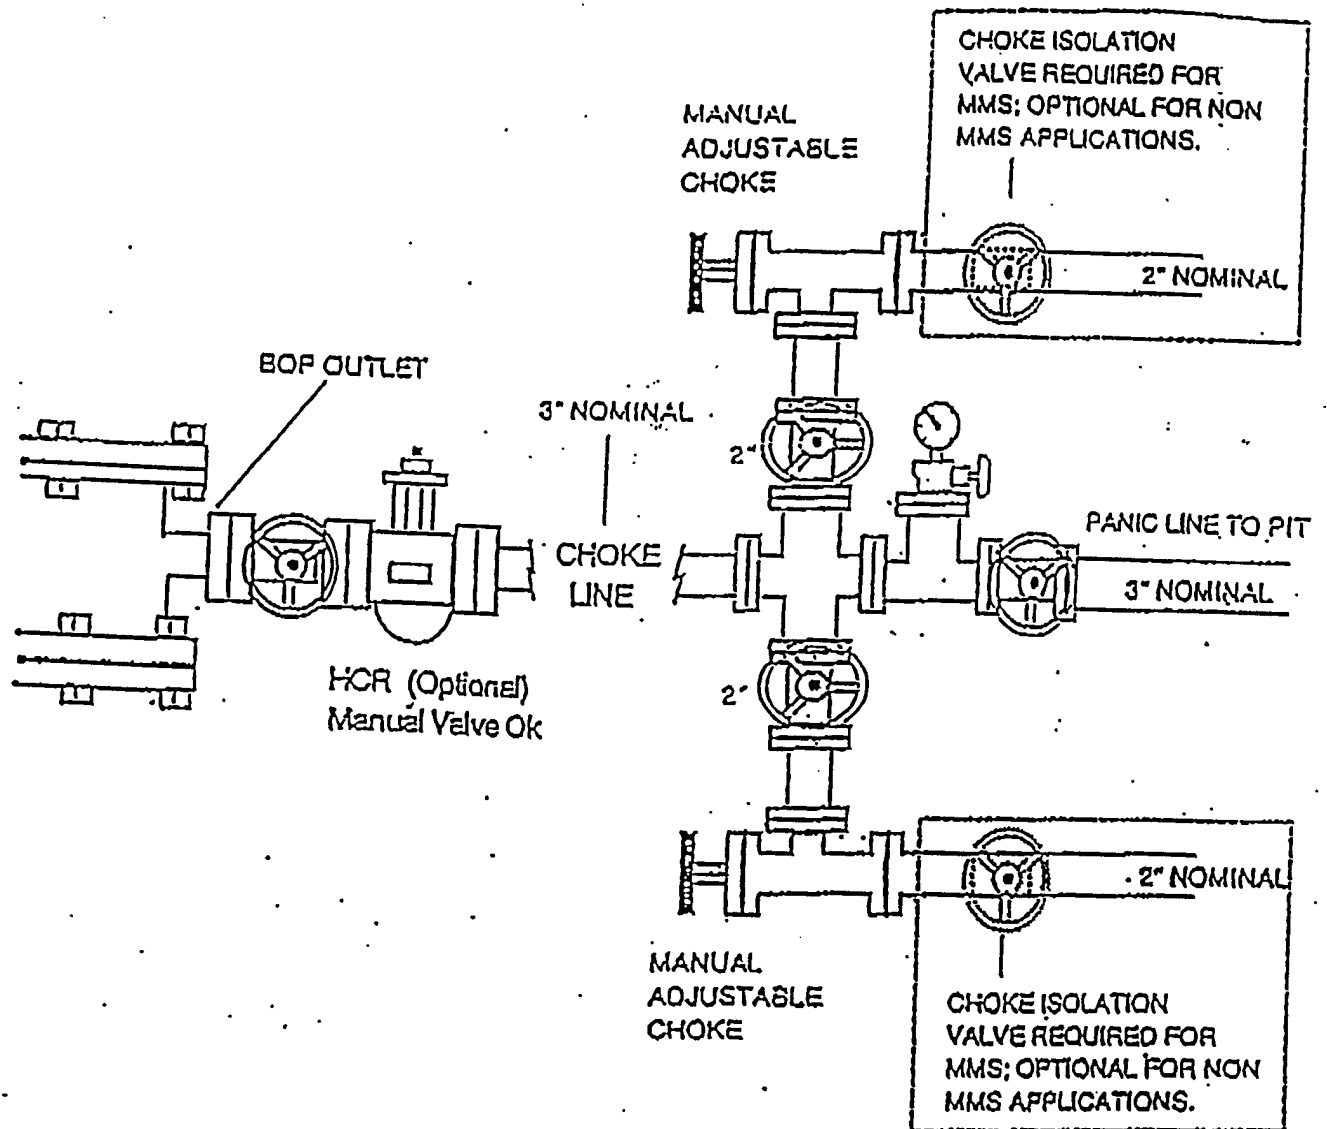 CHOKE ISOLATION
VALVE REQUIRED FOR
MMS; OPTIONAL FOR NON
MMS APPLICATIONS.
MANUAL
ADJUSTABLE
CHOKE
2" NOMINAL
BOP OUTLET
3" NOMINAL
2"
PANIC LINE TO PIT
CHOKE
LINE
3" NOMINAL
HCR (Optional)
Manual Valve Ok
2"
2" NOMINAL
MANUAL
ADJUSTABLE
CHOKE
CHOKE ISOLATION
VALVE REQUIRED FOR
MMS; OPTIONAL FOR NON
MMS APPLICATIONS.